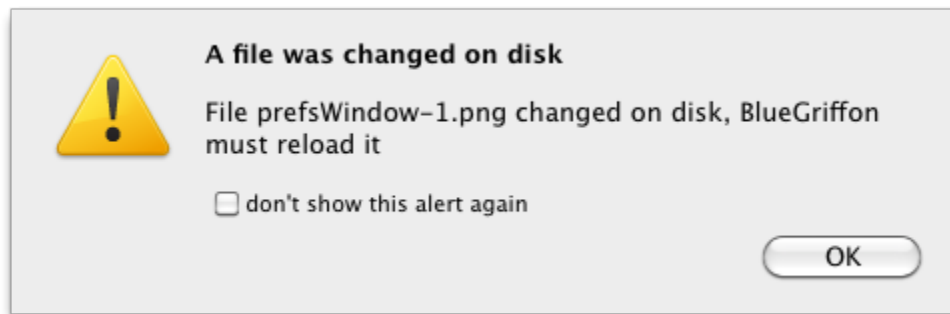 A file was changed on disk
File prefsWindow-1.png changed on disk, BlueGriffon
must reload it
don't show this alert again
OK